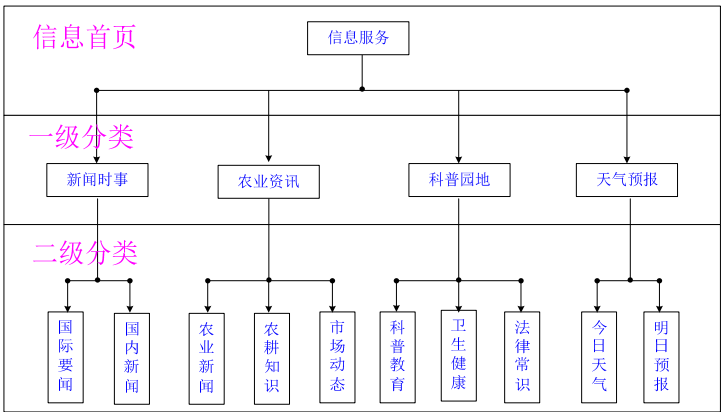 信息首页
信息服务
一级分类
新闻时事
农业资讯
科普园地
天气预报
二级分类
国际要闻
国内新闻
农业新闻
农耕知识
市场动态
科普教育
卫生健康
法律常识
今日天气
明日预报